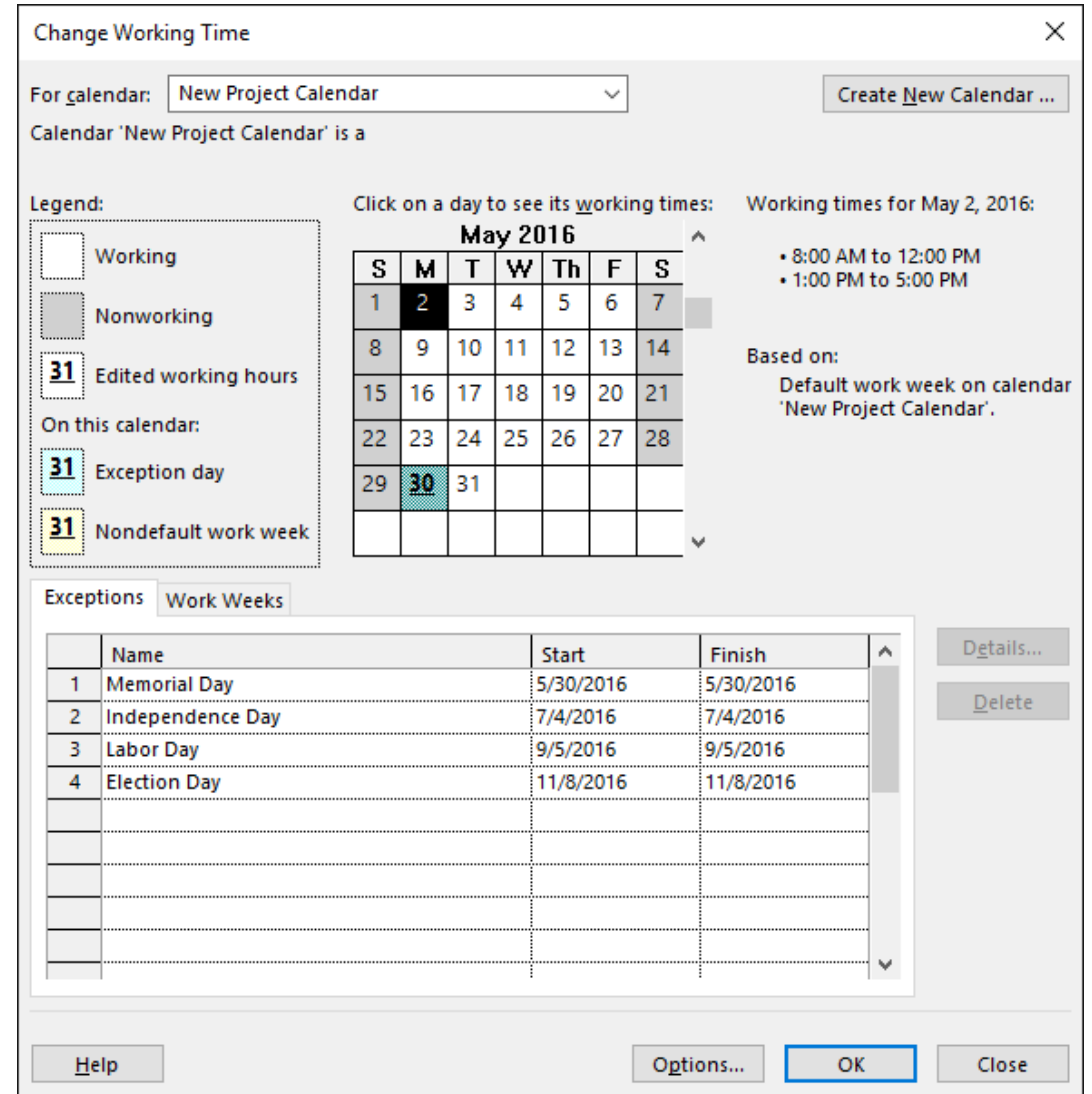 Change Working Time
For calendar: New Project Calendar
Create New Calendar ...
Calendar 'New Project Calendar' is a
Legend:
Working
Nonworking
31 Edited working hours
On this calendar:
31 Exception day
31 Nondefault work week
Click on a day to see its working times:
May 2016
S M T W Th F S
1 2 3 4 5 6 7
8 9 10 11 12 13 14
15 16 17 18 19 20 21
22 23 24 25 26 27 28
29 30 31
Working times for May 2, 2016:
• 8:00 AM to 12:00 PM
• 1:00 PM to 5:00 PM
Based on:
Default work week on calendar
'New Project Calendar'.
Exceptions Work Weeks
Name Start Finish
1 Memorial Day 5/30/2016 5/30/2016
2 Independence Day 7/4/2016 7/4/2016
3 Labor Day 9/5/2016 9/5/2016
4 Election Day 11/8/2016 11/8/2016
Details...
Delete
Help Options... OK Close